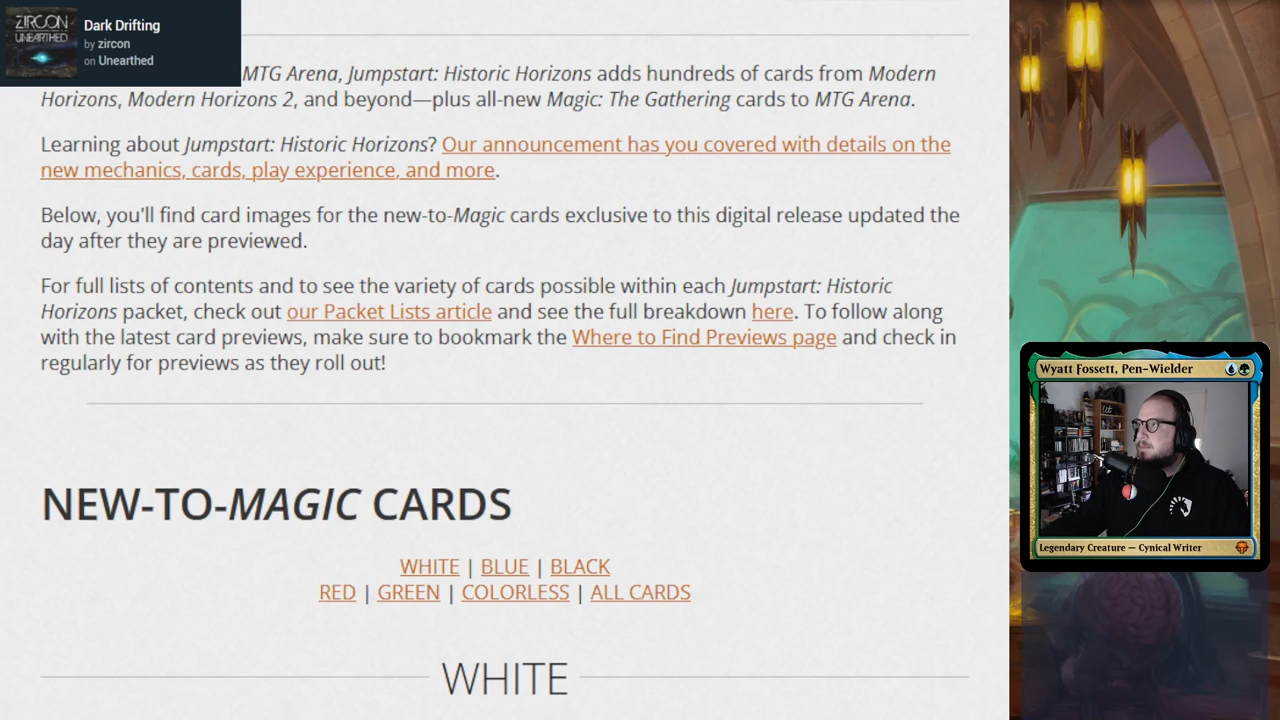 ZIRCON
UNEARTHED
Dark Drifting
by zircon
on Unearthed
MTG Arena, Jumpstart: Historic Horizons adds hundreds of cards from Modern
Horizons, Modern Horizons 2, and beyond—plus all-new Magic: The Gathering cards to MTG Arena.
Learning about Jumpstart: Historic Horizons? Our announcement has you covered with details on the
new mechanics, cards, play experience, and more.
Below, you'll find card images for the new-to-Magic cards exclusive to this digital release updated the
day after they are previewed.
For full lists of contents and to see the variety of cards possible within each Jumpstart: Historic
Horizons packet, check out our Packet Lists article and see the full breakdown here. To follow along
with the latest card previews, make sure to bookmark the Where to Find Previews page and check in
regularly for previews as they roll out!
NEW-TO-MAGIC CARDS
WHITE | BLUE | BLACK
RED | GREEN | COLORLESS | ALL CARDS
WHITE
Wyatt Fossett, Pen-Wielder
Legendary Creature — Cynical Writer